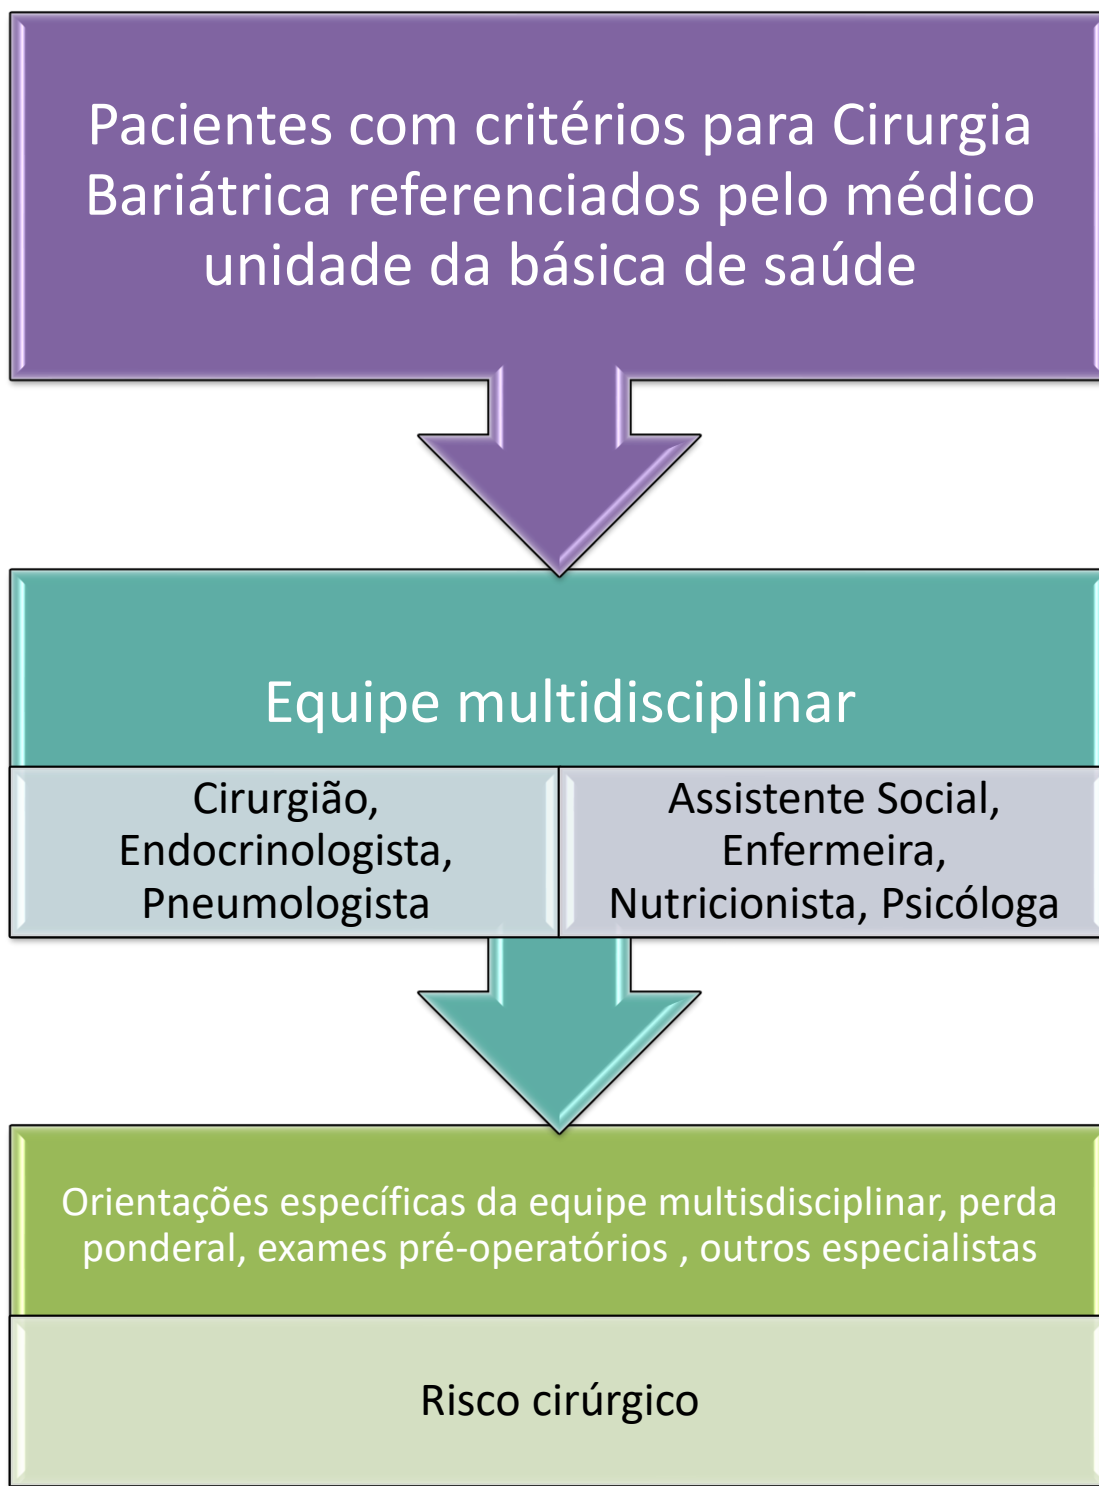 Pacientes com critérios para Cirurgia
Bariátrica referenciados pelo médico
unidade da básica de saúde
Equipe multidisciplinar
Cirurgião,
Endocrinologista,
Pneumologista
Assistente Social,
Enfermeira,
Nutricionista, Psicóloga
Orientações específicas da equipe multisdisciplinar, perda
ponderal, exames pré-operatórios , outros especialistas
Risco cirúrgico